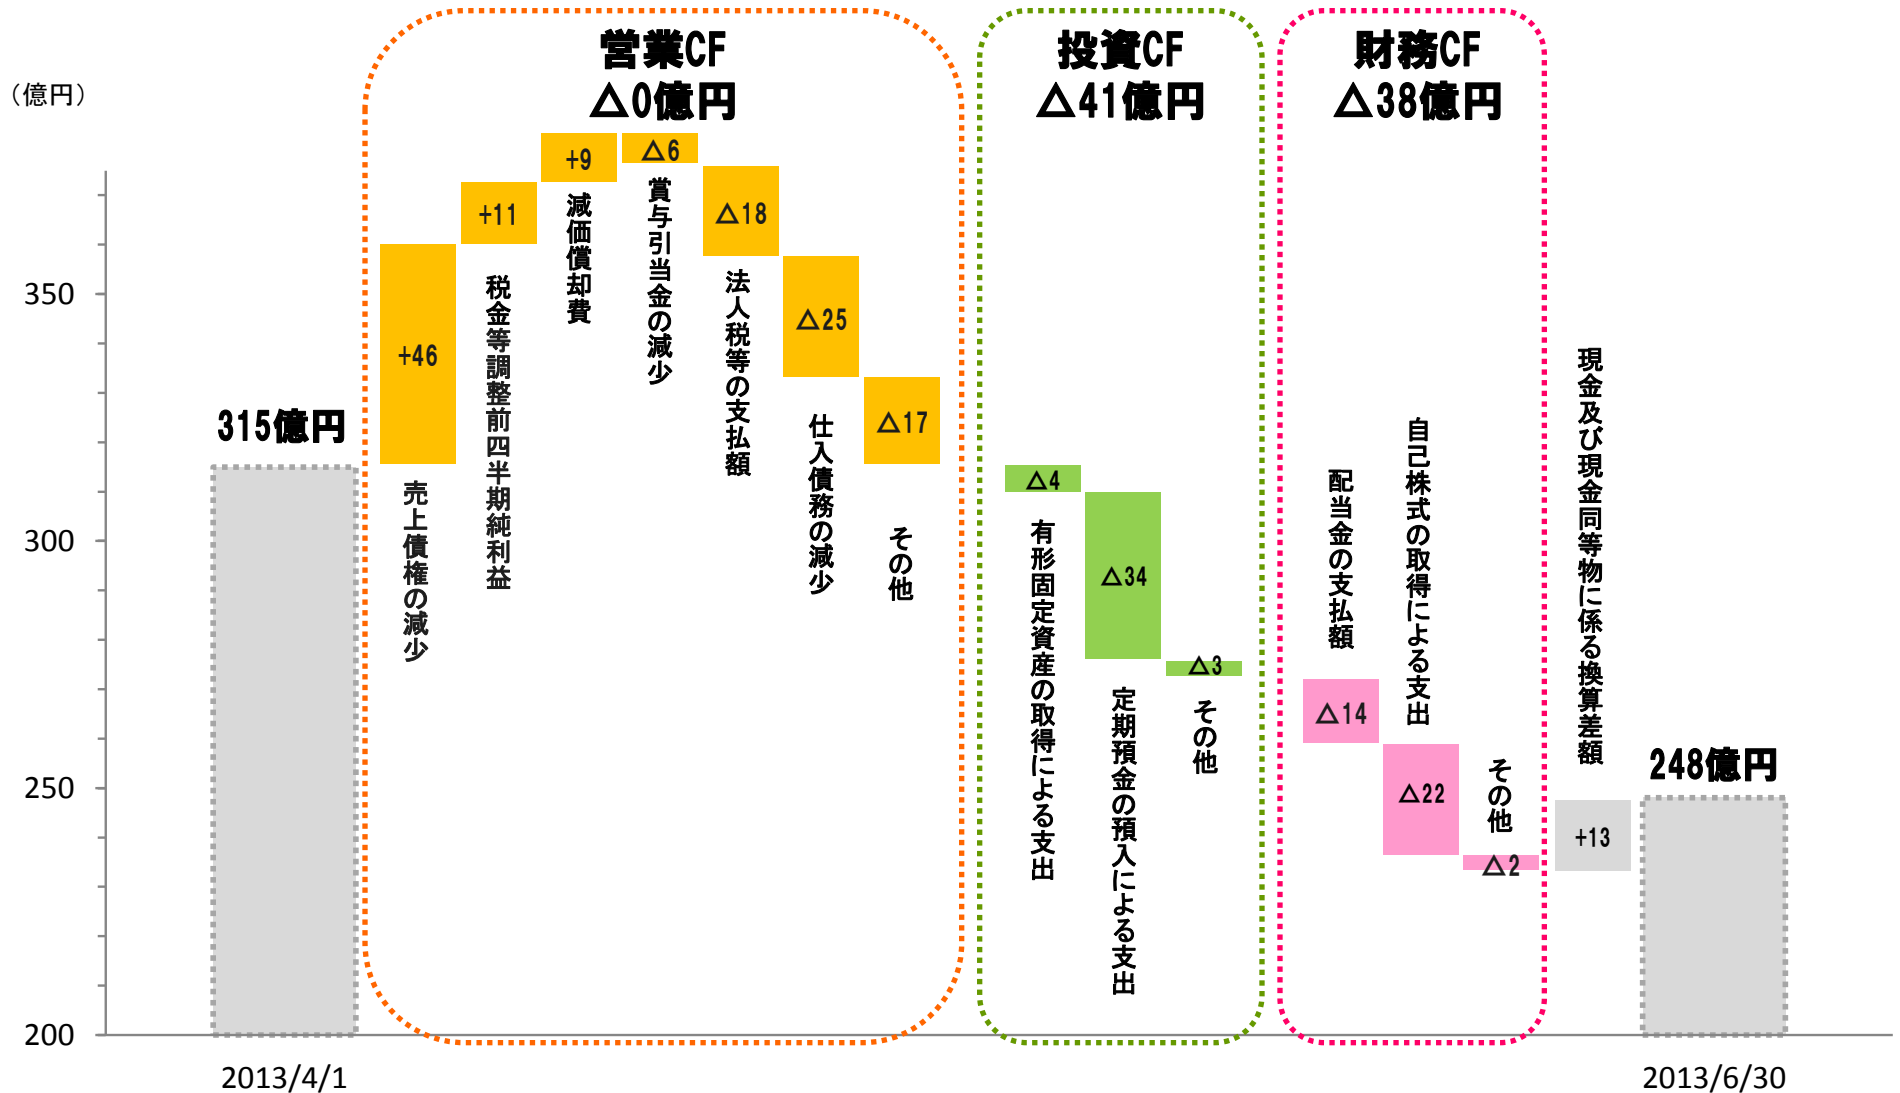 （億円）
営業CF
△0億円
投資CF
△41億円
財務CF
△38億円
350
300
250
200
315億円
+46
売上債権の減少
+11
税金等調整前四半期純利益
+9
減価償却費
△6
賞与引当金の減少
△18
法人税等の支払額
△25
仕入債務の減少
△17
その他
△4
有形固定資産の取得による支出
△34
定期預金の預入による支出
△3
その他
△14
配当金の支払額
△22
自己株式の取得による支出
△2
その他
+13
現金及び現金同等物に係る換算差額
248億円
2013/4/1
2013/6/30